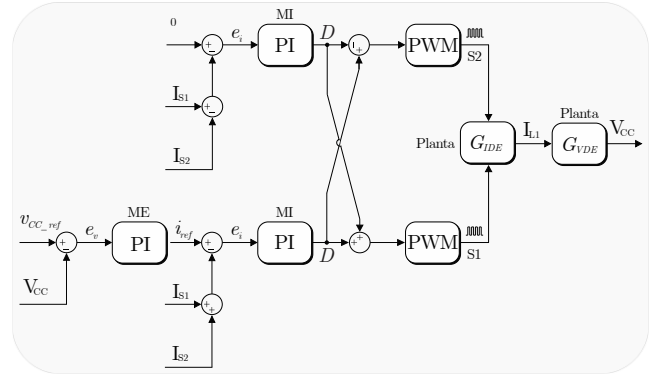 0
−
e_i
MI
PI
D
+
PWM
S2
I_S1
−
I_S2
Planta
G_IDE
I_L1
Planta
G_VDE
V_CC
v_CC_ref
−
e_v
ME
PI
i_ref
−
e_i
MI
PI
D
+ +
PWM
S1
V_CC
I_S1
+ +
I_S2